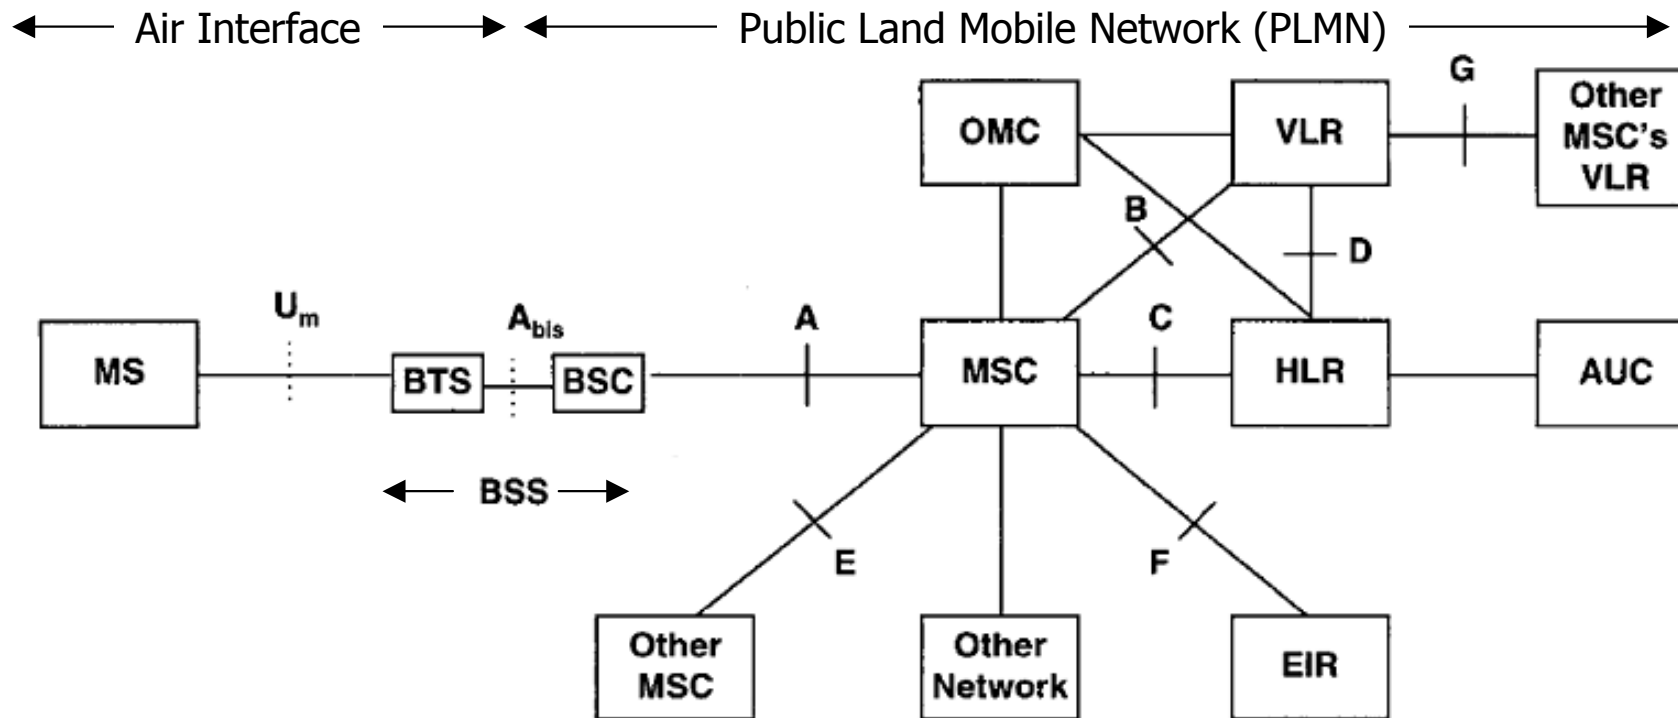 Air Interface
Public Land Mobile Network (PLMN)
G
OMC
VLR
Other
MSC's
VLR
B
D
Um
Abis
A
C
MS
BTS
BSC
MSC
HLR
AUC
BSS
E
F
Other
MSC
Other
Network
EIR